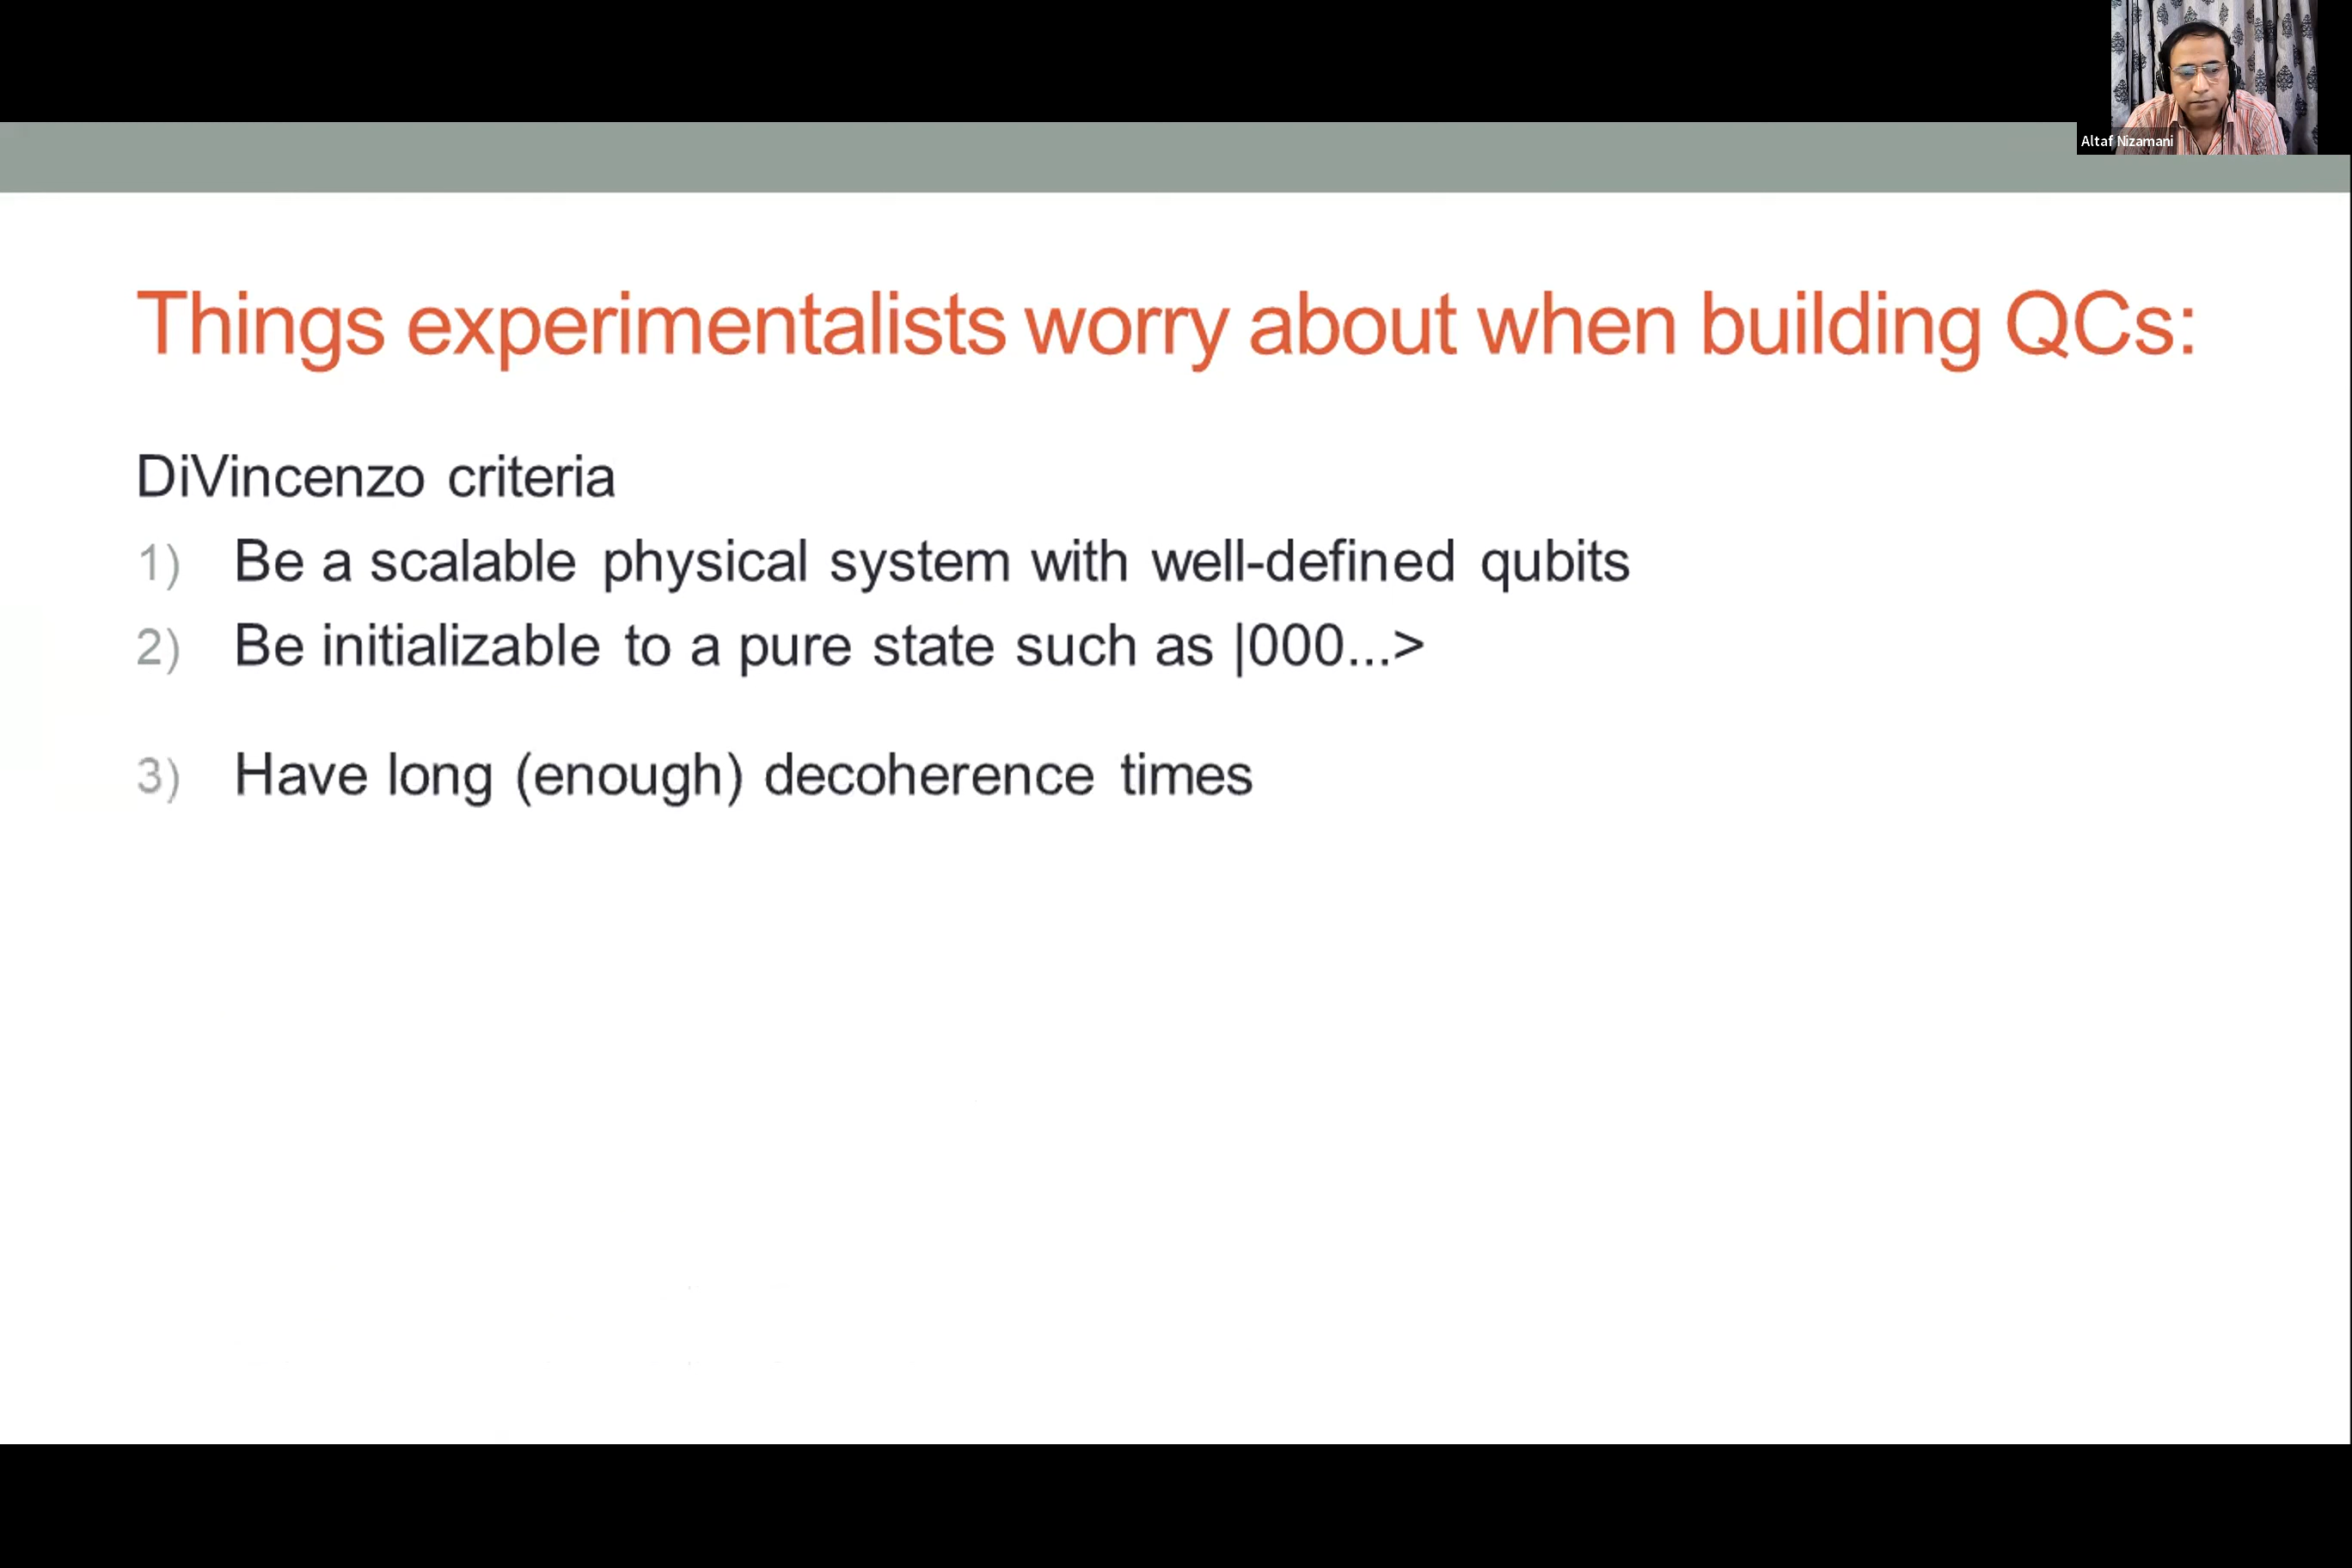 Altaf Nizamani
Things experimentalists worry about when building QCs:
DiVincenzo criteria
1) Be a scalable physical system with well-defined qubits
2) Be initializable to a pure state such as |000...>
3) Have long (enough) decoherence times